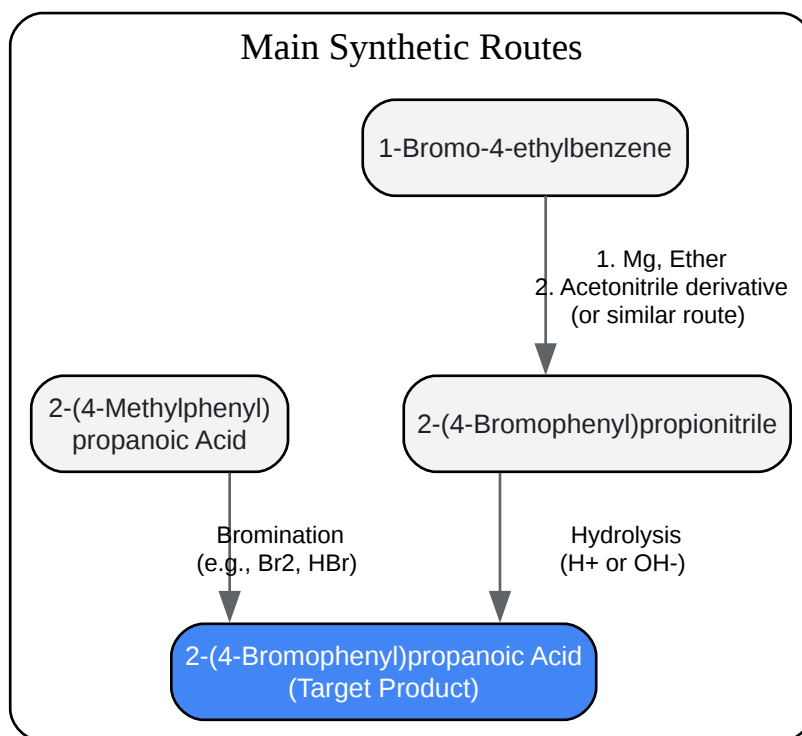 Main Synthetic Routes
1-Bromo-4-ethylbenzene
1. Mg, Ether
2. Acetonitrile derivative
(or similar route)
2-(4-Methylphenyl)
propanoic Acid
2-(4-Bromophenyl)propionitrile
Bromination
(e.g., Br2, HBr)
Hydrolysis
(H+ or OH-)
2-(4-Bromophenyl)propanoic Acid
(Target Product)